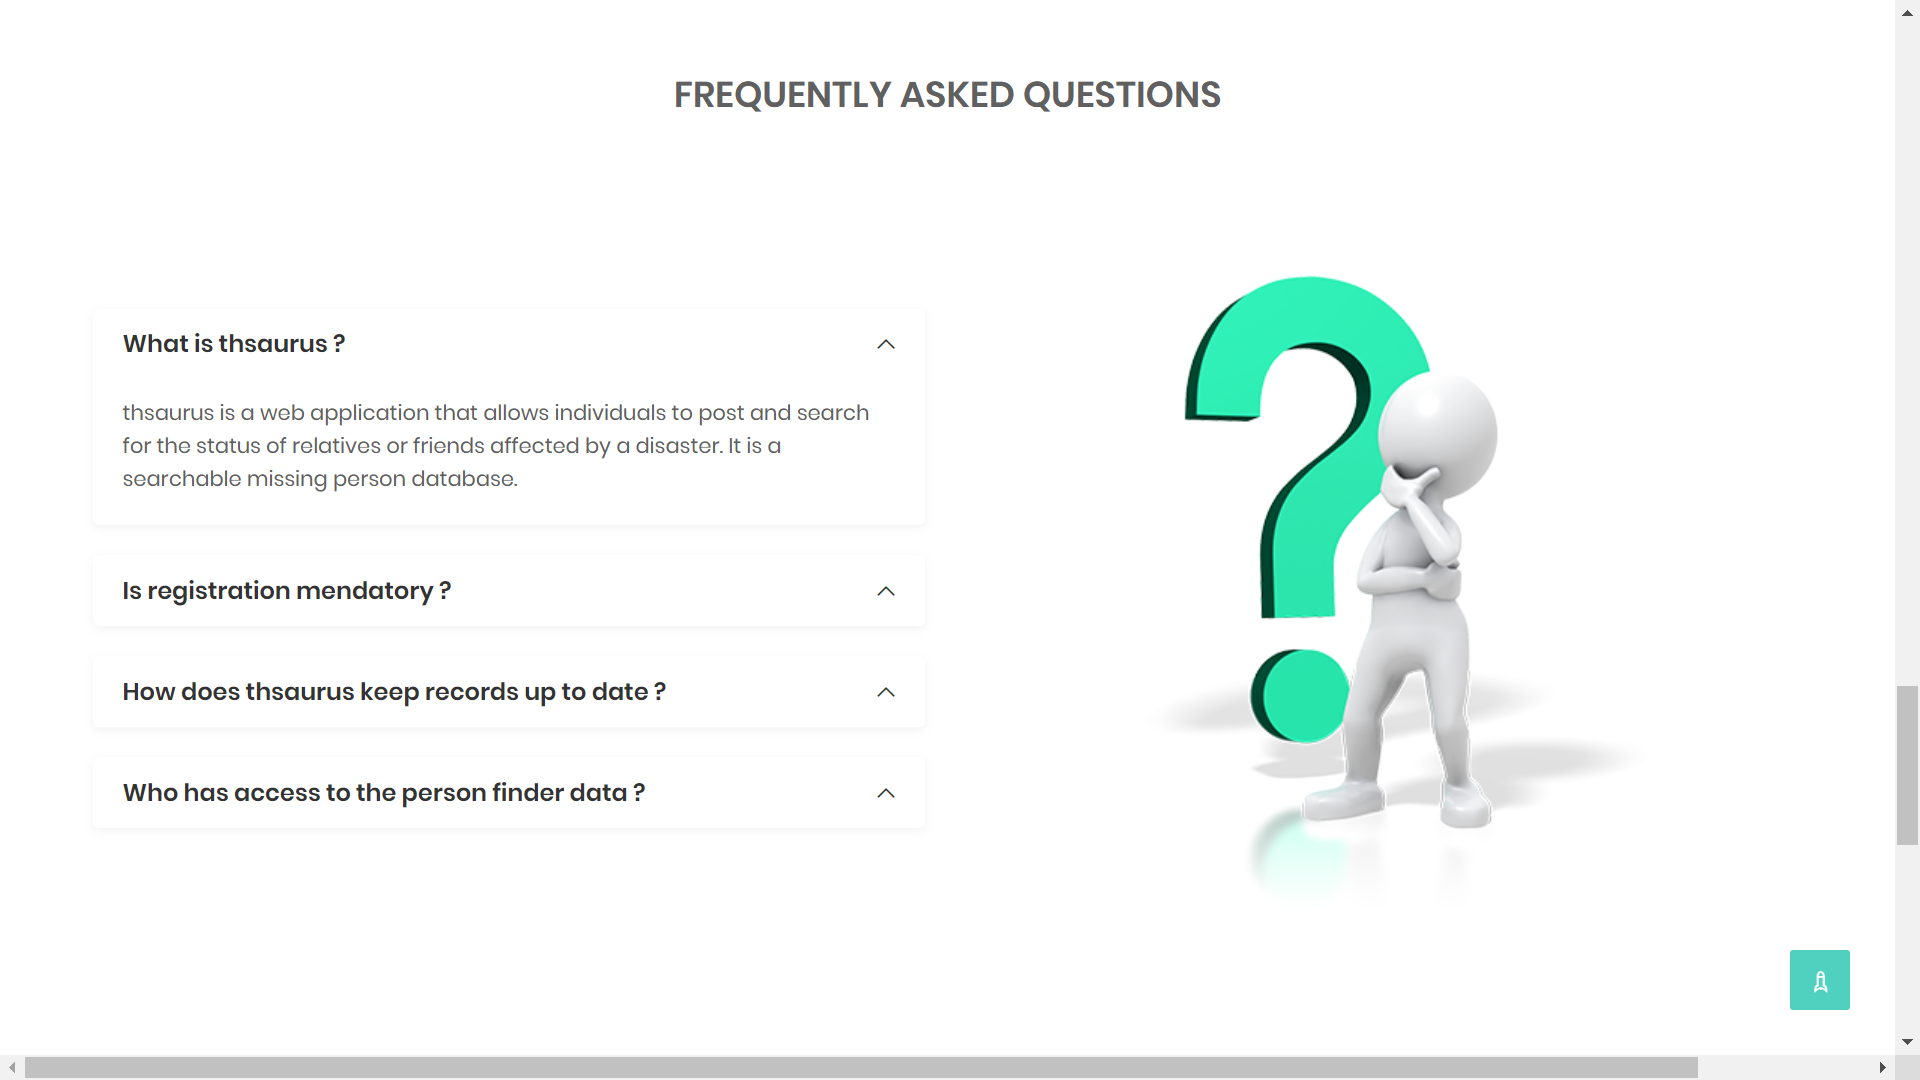 FREQUENTLY ASKED QUESTIONS
What is thsaurus ?
thsaurus is a web application that allows individuals to post and search
for the status of relatives or friends affected by a disaster. It is a
searchable missing person database.
Is registration mendatory ?
How does thsaurus keep records up to date ?
Who has access to the person finder data ?